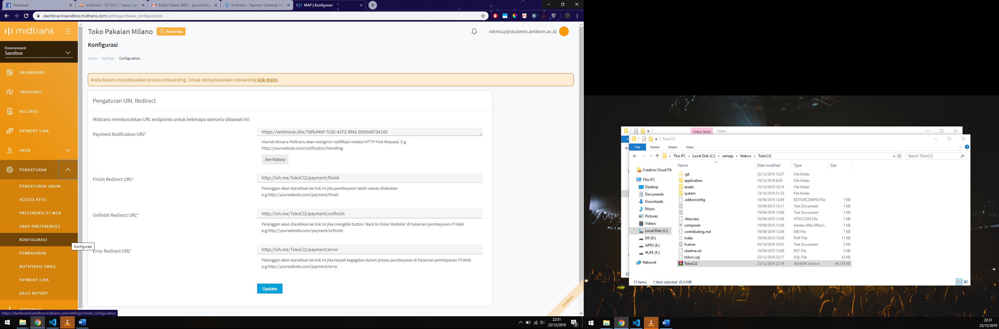 Facebook
localhost / 127.0.0.1 / tokoci | ph
Kotak Masuk (963) - purwantiibu
Midtrans - Payment Gateway Ind
MAP | Konfigurasi
dashboard.sandbox.midtrans.com/settings/vtweb_configuration
midtrans
Toko Pakaian Milano
Pencarian
rahma.p@students.amikom.ac.id
Environment
Sandbox
Konfigurasi
Home › Settings › Configuration
DASHBOARD
TRANSAKSI
BILLINGS
PAYMENT LINK
AKUN
PENGATURAN
PENGATURAN UMUM
ACCESS KEYS
PREFERENSI VT-WEB
SNAP PREFERENCES
KONFIGURASI
Konfigurasi
PEMBAYARAN
NOTIFIKASI EMAIL
PAYMENT LINK
DAILY REPORT
INTEGRASI
https://dashboard.sandbox.midtrans.com/settings/vtweb_configuration
Anda belum menyelesaikan proses onboarding. Untuk menyelesaikan onboarding klik disini.
Pengaturan URL Redirect
Midtrans membutuhkan URL endpoints untuk beberapa skenario dibawah ini:
Payment Notification URL*
https://webhook.site/7bfbd4bf-7c92-4372-8f42-595bd873e105
Alamat dimana Midtrans akan mengirim notifikasi melalui HTTP Post Request. E.g
http://yourwebsite.com/notification/handling
See history
Finish Redirect URL*
http://lvh.me/TokoCI2/payment/finish
Pelanggan akan diarahkan ke link ini jika pembayaran telah sukses dilakukan
e.g http://yourwebsite.com/payment/finish
Unfinish Redirect URL*
http://lvh.me/TokoCI2/payment/unfinish
Pelanggan akan diarahkan ke link ini jika mengklik button 'Back to Order Website' di halaman pembayaran VT-Web
e.g http://yourwebsite.com/payment/unfinish
Error Redirect URL*
http://lvh.me/TokoCI2/payment/error
Pelanggan akan diarahkan ke link ini jika terjadi kegagalan dalam proses pembayaran di halaman pembayaran VT-Web
e.g http://yourwebsite.com/payment/error
Update
Sandbox
22:31
23/12/2019
2
Video Tools
Video
F
33
TokoCI2
File Home Share View
This PC › Local Disk (C:) › xampp › htdocs › TokoCI2
Search TokoCI2
Creative Cloud File
This PC
Desktop
Documents
Downloads
Music
Pictures
Videos
Local Disk (C:)
DII (D:)
APPS (E:)
#LIFE (F:)
Network
Name Date modified Type Size
.git 20/12/2019 12:37 File folder
application 19/12/2019 8:24 File folder
assets 15/12/2019 10:14 File folder
system 13/10/2019 21:33 File folder
.editorconfig 19/09/2019 13:09 EDITORCONFIG File 1 KB
19/09/2019 13:11 Text Document 1 KB
19/09/2019 13:09 Text Document 1 KB
.htaccess 19/09/2019 13:09 HTACCESS File 1 KB
composer 19/09/2019 13:09 Adobe After Effect... 1 KB
contributing.md 19/09/2019 13:09 MD File 7 KB
index 19/09/2019 13:09 PHP File 11 KB
license 03/10/2019 10:52 Text Document 2 KB
readme.rst 19/09/2019 13:09 RST File 3 KB
tokoci.sql 23/12/2019 22:17 SQL File 22 KB
TokoCI2 23/12/2019 22:19 WinRAR archive 46.139 KB
15 items 1 item selected 45,0 MB
ALL I AM
I AM IS YOURS
22:31
23/12/2019